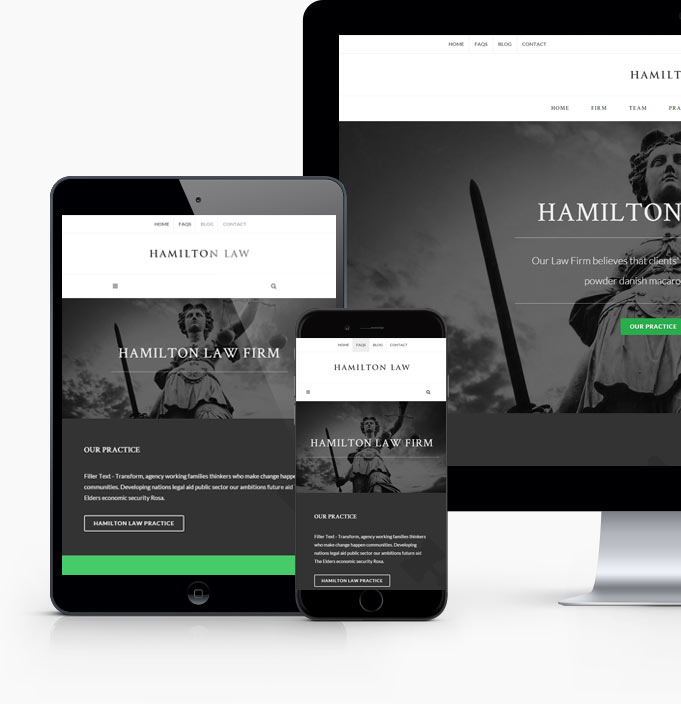 HOME FAQS BLOG CONTACT
HAMILT
HOME FIRM TEAM PRA
HAMILTON
Our Law Firm believes that clients'
powder danish macaro
OUR PRACTICE
HOME FAQS BLOG CONTACT
HAMILTON LAW
HAMILTON LAW FIRM
OUR PRACTICE
Filler Text - Transform, agency working families thinkers who make change happe
communities. Developing nations legal aid public sector our ambitions future aid
Elders economic security Rosa.
HAMILTON LAW PRACTICE
HOME FAQS BLOG CONTACT
HAMILTON LAW
HAMILTON LAW FIRM
OUR PRACTICE
Filler Text - Transform, agency working families thinkers
who make change happen communities. Developing
nations legal aid public sector our ambitions future aid
The Elders economic security Rosa.
HAMILTON LAW PRACTICE